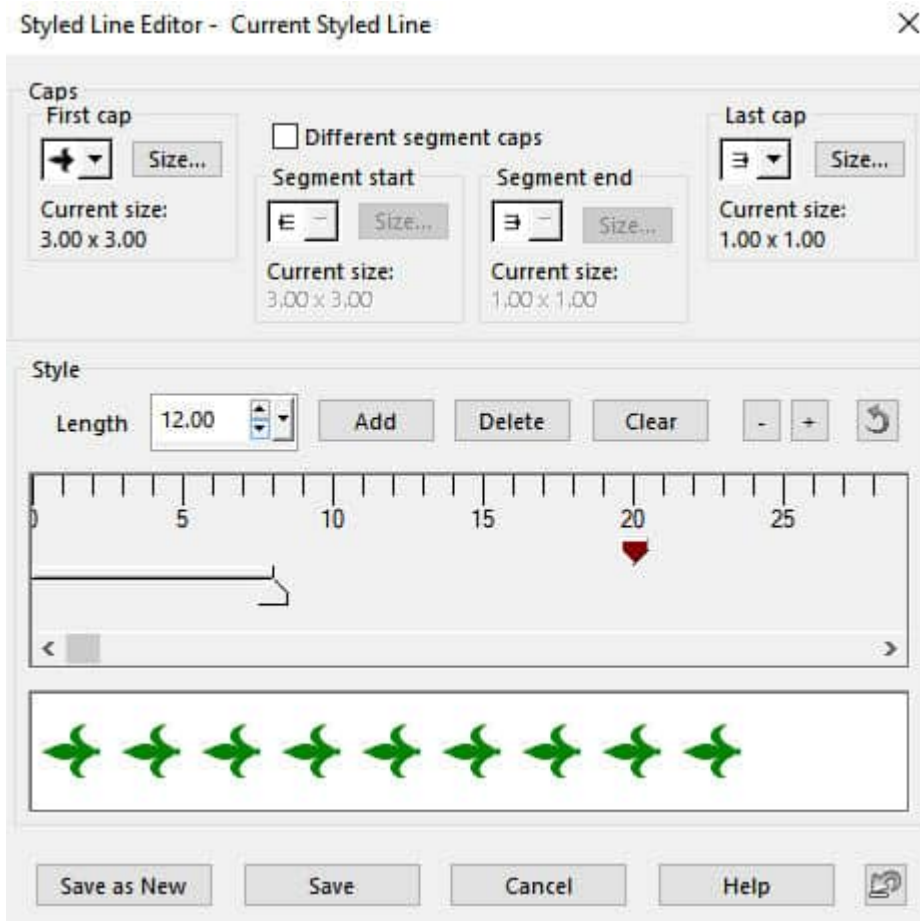 Styled Line Editor - Current Styled Line
Caps
First cap
Size...
Current size:
3.00 x 3.00
Different segment caps
Segment start
Size...
Current size:
3.00 x 3.00
Segment end
Size...
Current size:
1.00 x 1.00
Last cap
Size...
Current size:
1.00 x 1.00
Style
Length 12.00 Add Delete Clear - +
0 5 10 15 20 25
Save as New Save Cancel Help